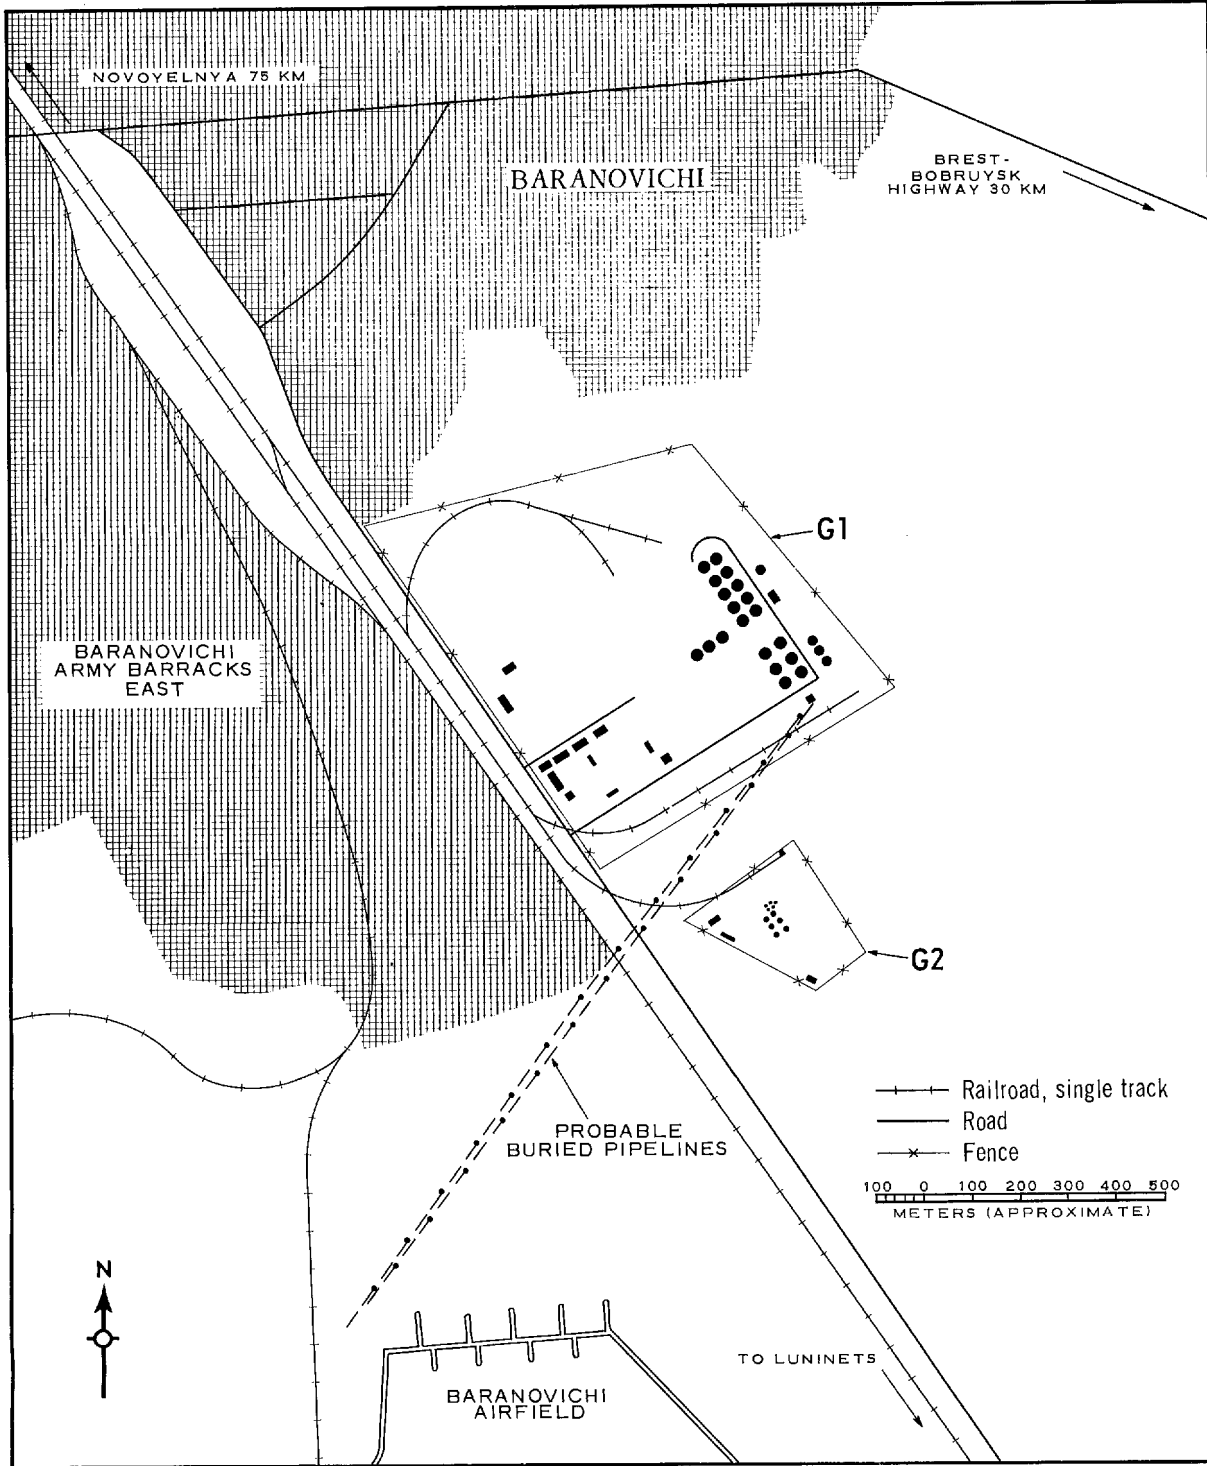 NOVOYELNYA 75 KM
BARANOVICHI
BREST-
BOBRUYSK
HIGHWAY 30 KM
G1
BARANOVICHI
ARMY BARRACKS
EAST
G2
PROBABLE
BURIED PIPELINES
Railroad, single track
Road
Fence
100 0 100 200 300 400 500
METERS (APPROXIMATE)
N
TO LUNINETS
BARANOVICHI
AIRFIELD